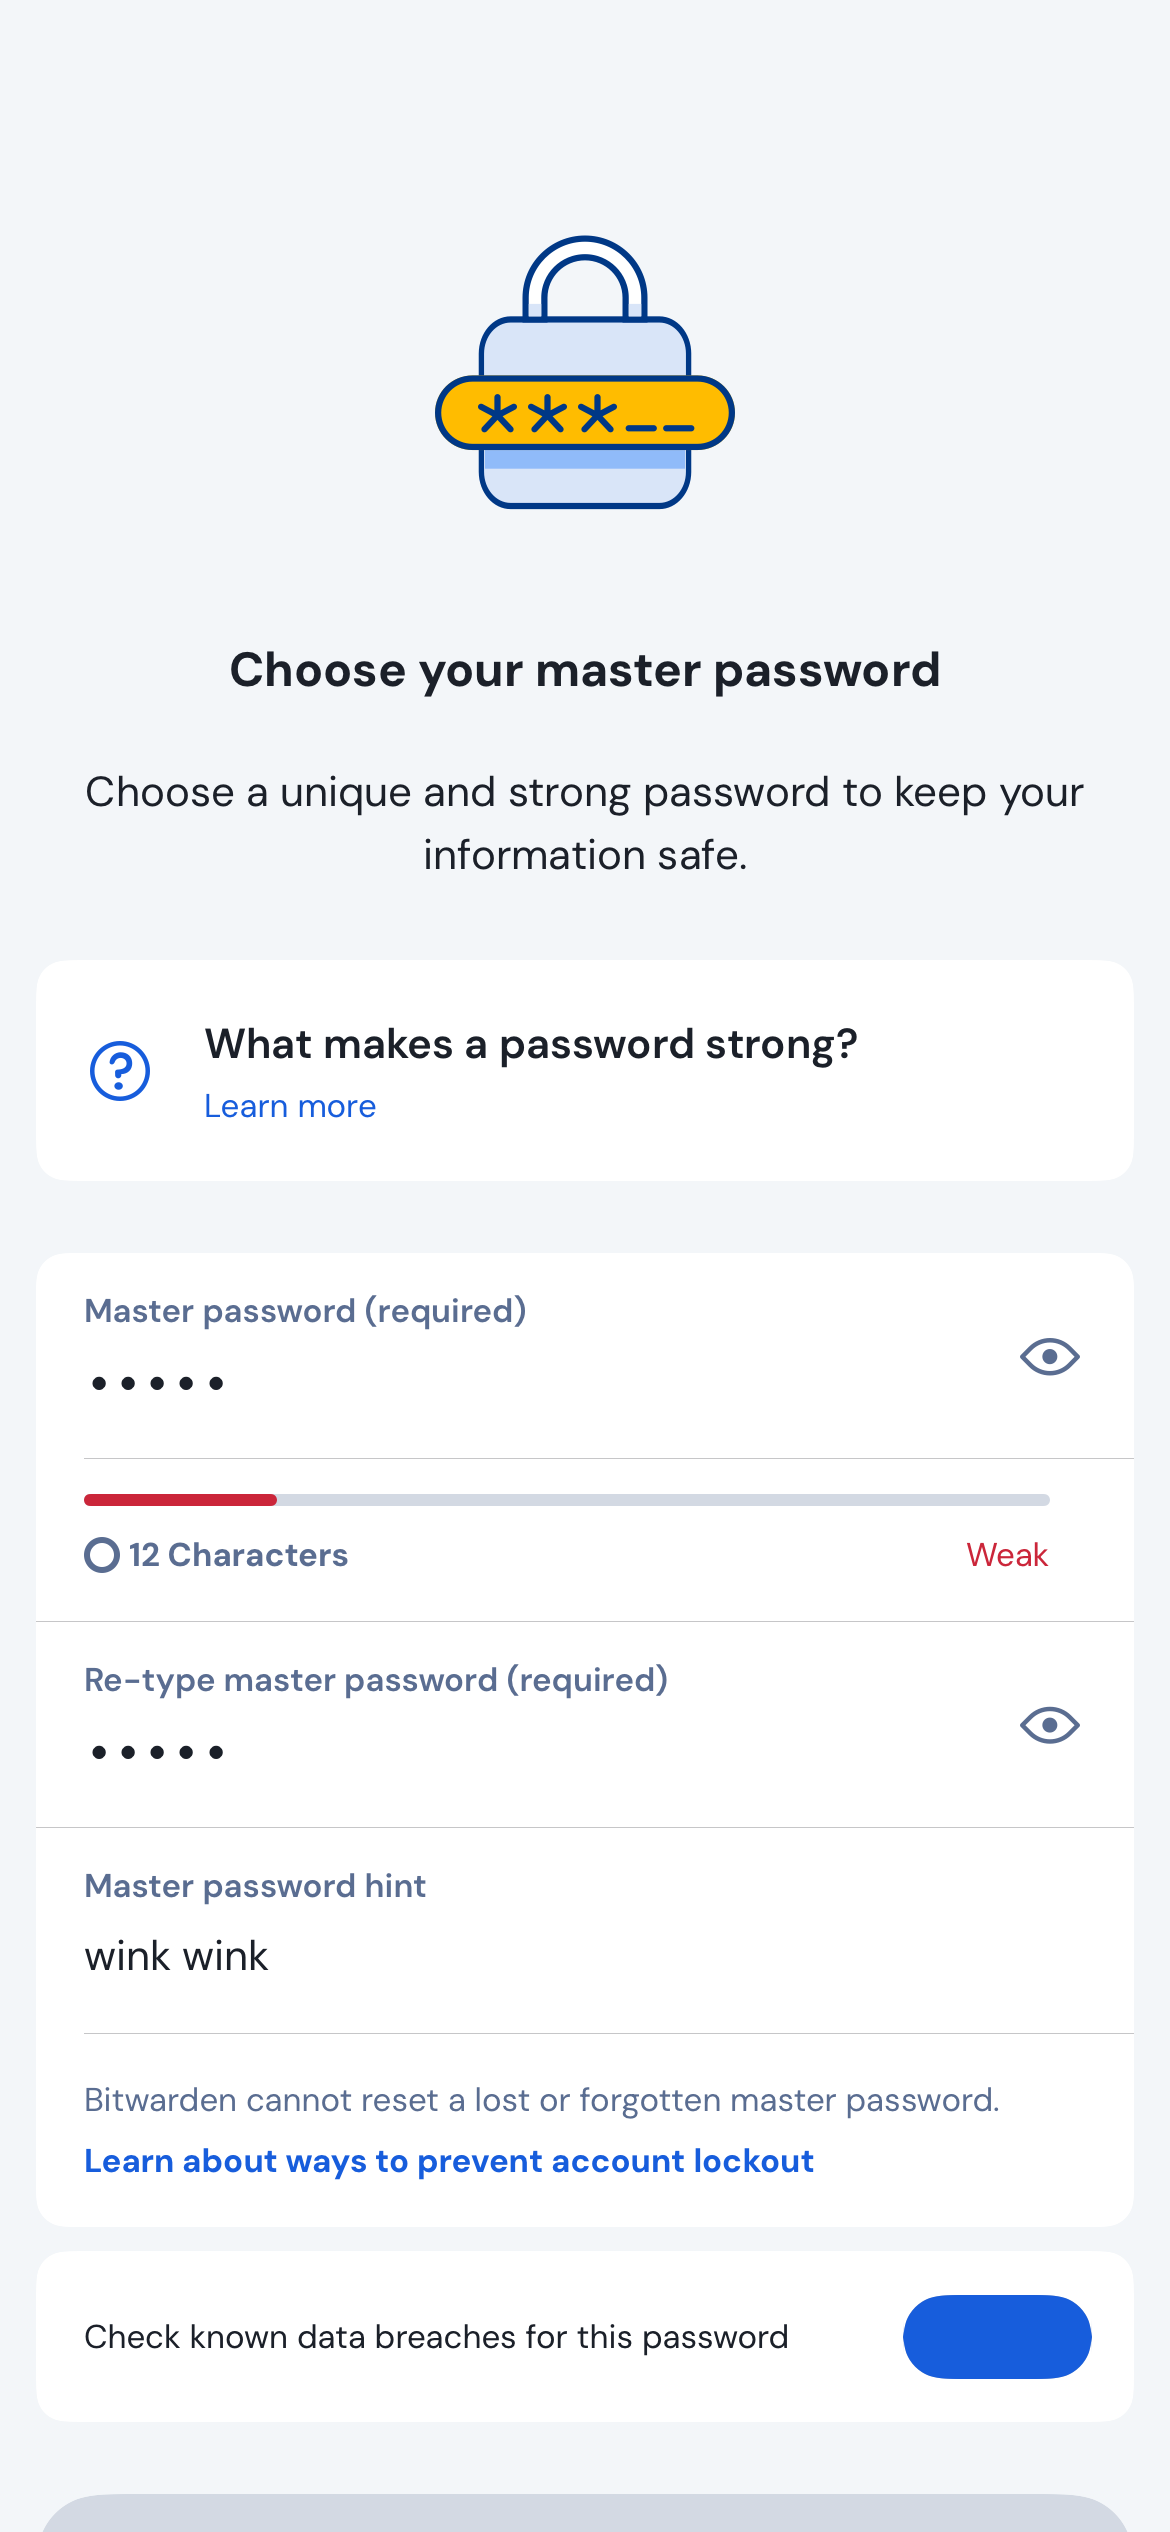 ***__
Choose your master password
Choose a unique and strong password to keep your
information safe.
What makes a password strong?
Learn more
Master password (required)
•••••
12 Characters
Weak
Re-type master password (required)
•••••
Master password hint
wink wink
Bitwarden cannot reset a lost or forgotten master password.
Learn about ways to prevent account lockout
Check known data breaches for this password